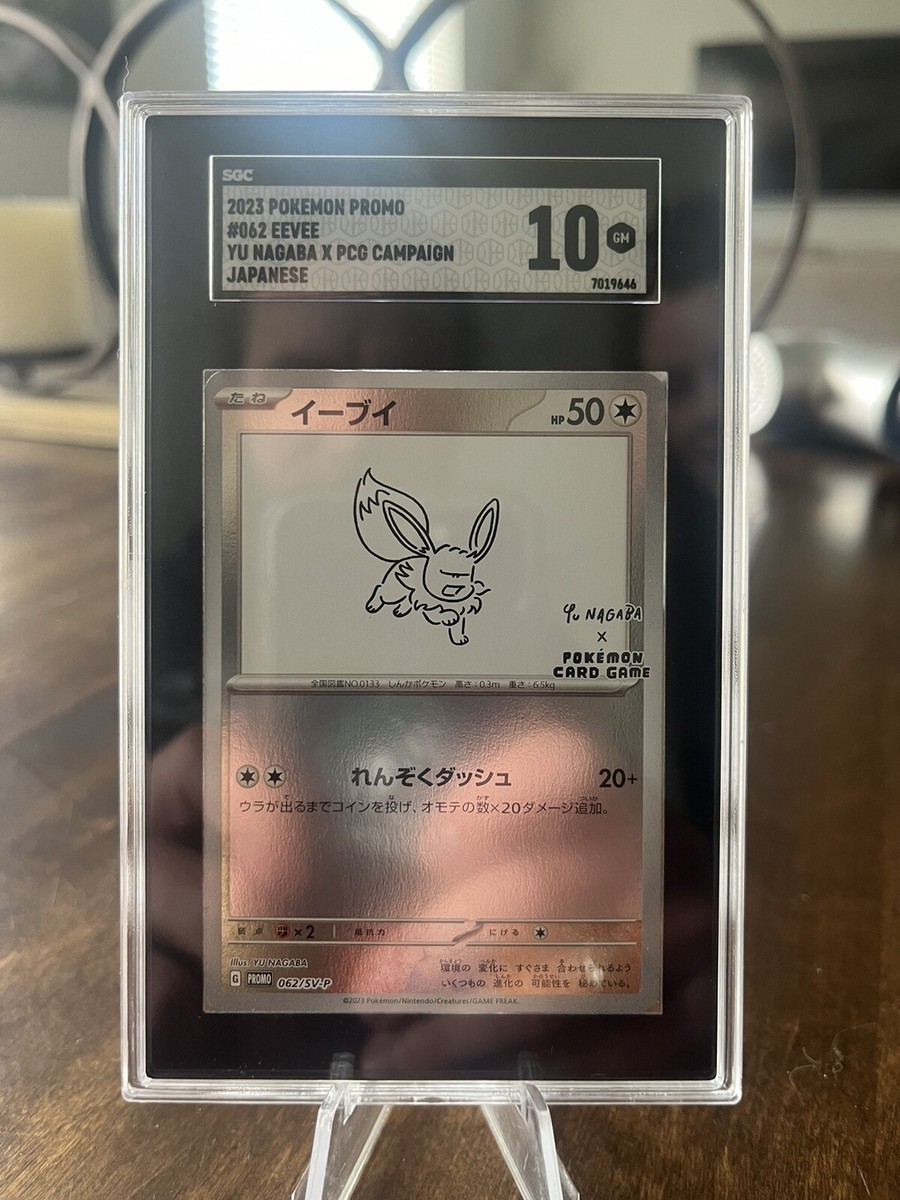 SGC
2023 POKEMON PROMO
#062 EEVEE
YU NAGABA X PCG CAMPAIGN
JAPANESE
10 GM
7019646
たね イーブイ HP 50
Yu NAGABA
×
POKÉMON
CARD GAME
全国図鑑NO.0133 しんかポケモン 高さ:0.3m 重さ:6.5kg
れんぞくダッシュ 20+
ウラが出るまでコインを投げ、オモテの数×20ダメージ追加。
弱点 ×2 抵抗力 にげる
Illus. YU NAGABA
環境の 変化に すぐさま 合わせられるよう
G PROMO 062/SV-P いくつもの 進化の 可能性を 秘めている。
©2023 Pokémon/Nintendo/Creatures/GAME FREAK.